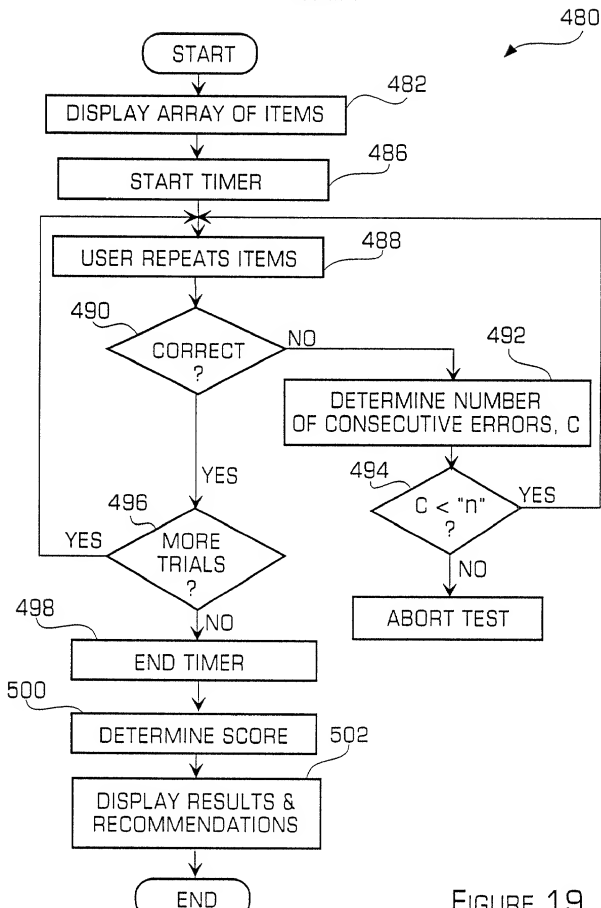 480
START
482
DISPLAY ARRAY OF ITEMS
486
START TIMER
488
USER REPEATS ITEMS
490
CORRECT
?
NO
492
DETERMINE NUMBER
OF CONSECUTIVE ERRORS, C
YES
494
C < "n"
?
YES
496
MORE
TRIALS
?
YES
NO
ABORT TEST
498
NO
END TIMER
500
DETERMINE SCORE
502
DISPLAY RESULTS &
RECOMMENDATIONS
END
FIGURE 19